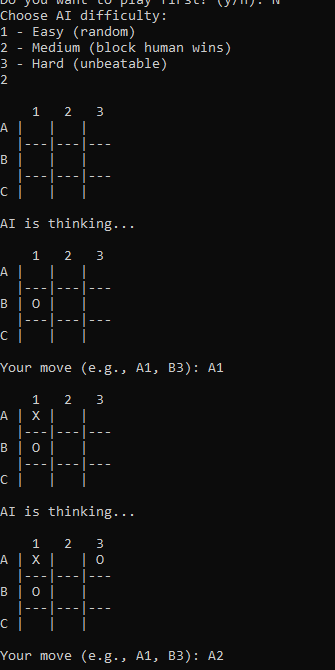 Do you want to play first? (y/n): N
Choose AI difficulty:
1 - Easy (random)
2 - Medium (block human wins)
3 - Hard (unbeatable)
2
    1   2   3
A |   |   |
  |---|---|---
B |   |   |
  |---|---|---
C |   |   |
AI is thinking...
    1   2   3
A |   |   |
  |---|---|---
B | O |   |
  |---|---|---
C |   |   |
Your move (e.g., A1, B3): A1
    1   2   3
A | X |   |
  |---|---|---
B | O |   |
  |---|---|---
C |   |   |
AI is thinking...
    1   2   3
A | X |   | O
  |---|---|---
B | O |   |
  |---|---|---
C |   |   |
Your move (e.g., A1, B3): A2